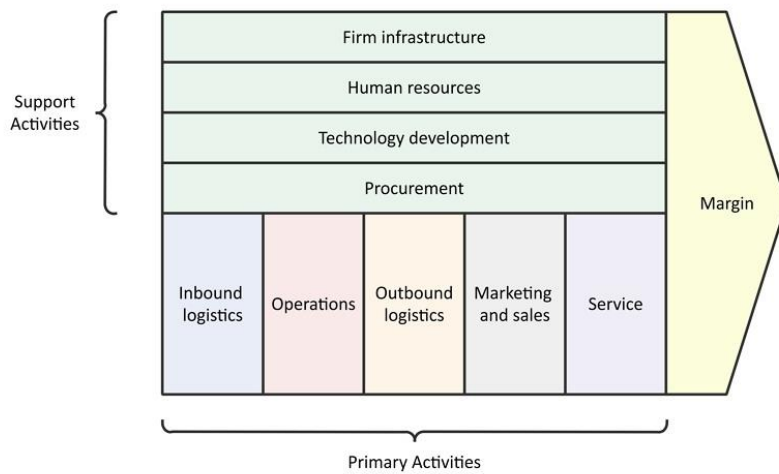 Firm infrastructure
Human resources
Support
Activities
Technology development
Procurement
Margin
Inbound
logistics
Operations
Outbound
logistics
Marketing
and sales
Service
Primary Activities